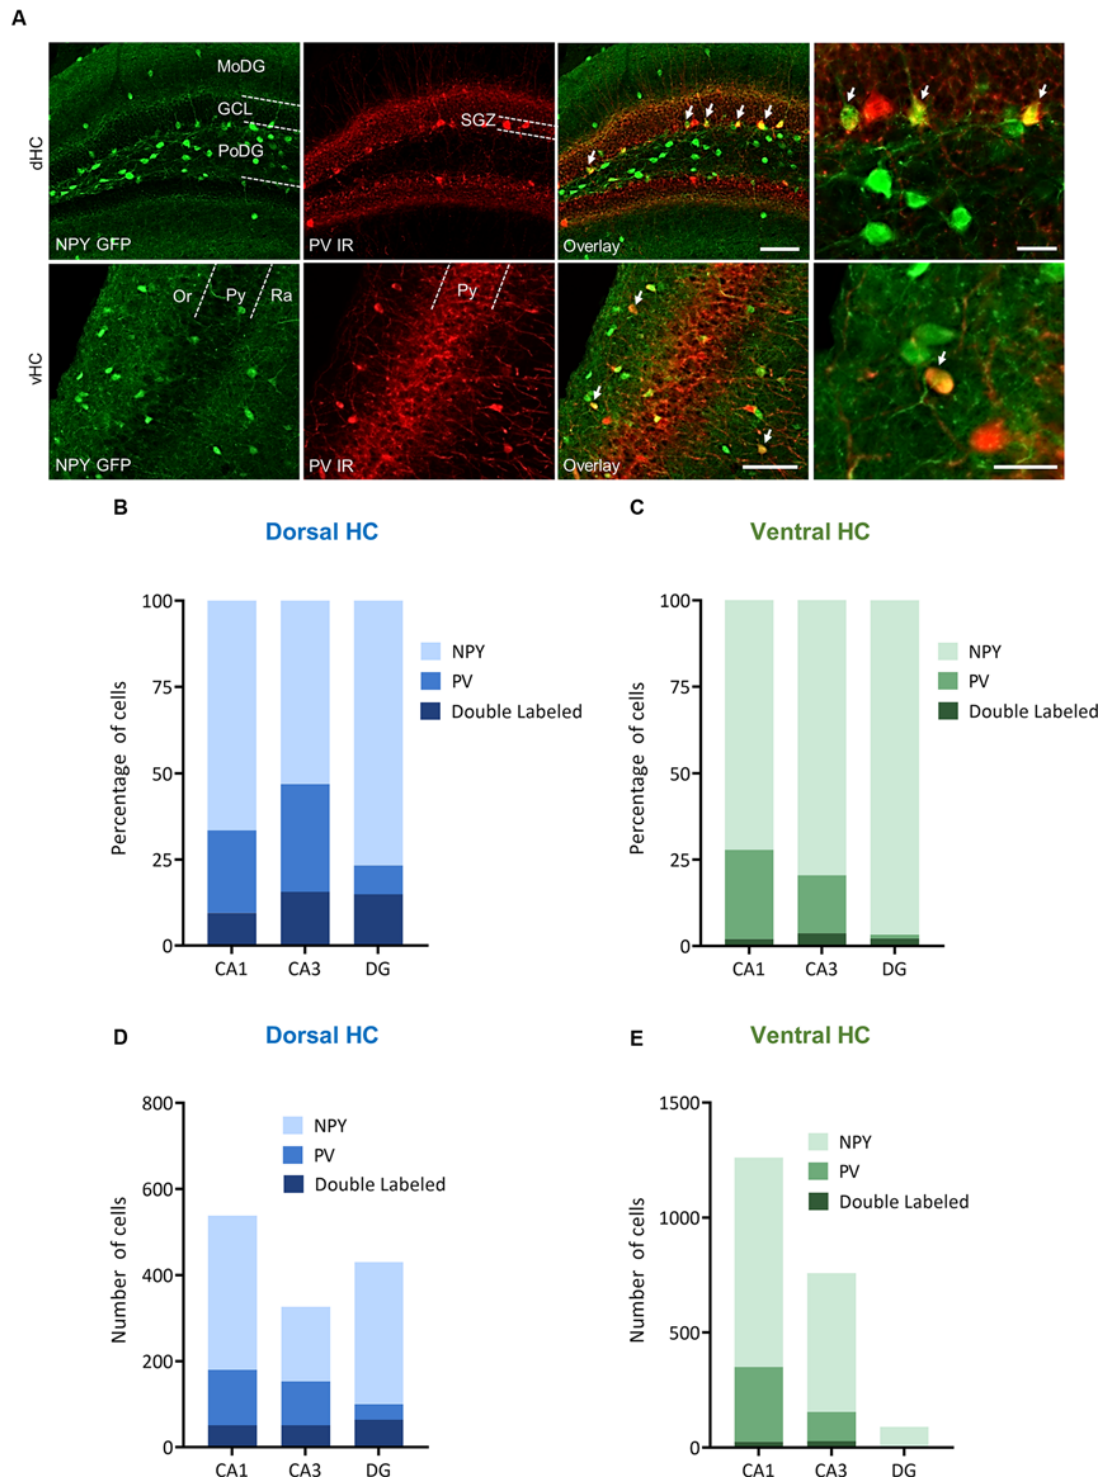 A
dHC
MoDG
GCL
PoDG
NPY GFP
SGZ
PV IR
Overlay
vHC
Or
Py
Ra
NPY GFP
Py
PV IR
Overlay
B
Dorsal HC
Percentage of cells
100
75
50
25
0
CA1
CA3
DG
NPY
PV
Double Labeled
C
Ventral HC
Percentage of cells
100
75
50
25
0
CA1
CA3
DG
NPY
PV
Double Labeled
D
Dorsal HC
Number of cells
800
600
400
200
0
CA1
CA3
DG
NPY
PV
Double Labeled
E
Ventral HC
Number of cells
1500
1000
500
0
CA1
CA3
DG
NPY
PV
Double Labeled